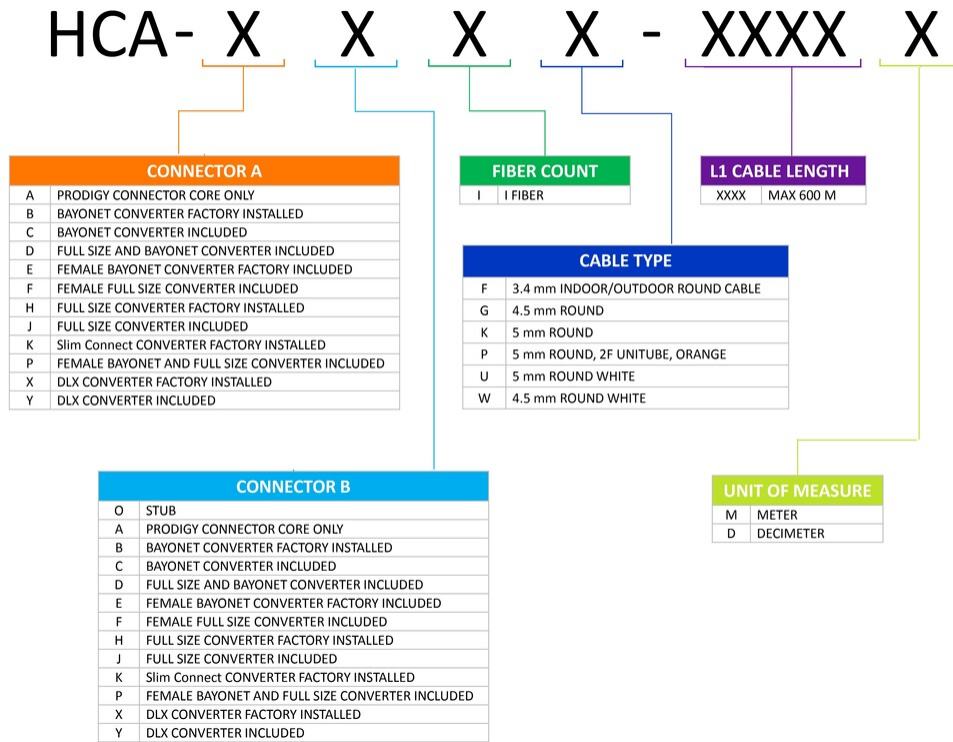 HCA- X X X X - XXXX X
CONNECTOR A
A PRODIGY CONNECTOR CORE ONLY
B BAYONET CONVERTER FACTORY INSTALLED
C BAYONET CONVERTER INCLUDED
D FULL SIZE AND BAYONET CONVERTER INCLUDED
E FEMALE BAYONET CONVERTER FACTORY INCLUDED
F FEMALE FULL SIZE CONVERTER INCLUDED
H FULL SIZE CONVERTER FACTORY INSTALLED
J FULL SIZE CONVERTER INCLUDED
K Slim Connect CONVERTER FACTORY INSTALLED
P FEMALE BAYONET AND FULL SIZE CONVERTER INCLUDED
X DLX CONVERTER FACTORY INSTALLED
Y DLX CONVERTER INCLUDED
FIBER COUNT
I I FIBER
L1 CABLE LENGTH
XXXX MAX 600 M
CABLE TYPE
F 3.4 mm INDOOR/OUTDOOR ROUND CABLE
G 4.5 mm ROUND
K 5 mm ROUND
P 5 mm ROUND, 2F UNITUBE, ORANGE
U 5 mm ROUND WHITE
W 4.5 mm ROUND WHITE
CONNECTOR B
O STUB
A PRODIGY CONNECTOR CORE ONLY
B BAYONET CONVERTER FACTORY INSTALLED
C BAYONET CONVERTER INCLUDED
D FULL SIZE AND BAYONET CONVERTER INCLUDED
E FEMALE BAYONET CONVERTER FACTORY INCLUDED
F FEMALE FULL SIZE CONVERTER INCLUDED
H FULL SIZE CONVERTER FACTORY INSTALLED
J FULL SIZE CONVERTER INCLUDED
K Slim Connect CONVERTER FACTORY INSTALLED
P FEMALE BAYONET AND FULL SIZE CONVERTER INCLUDED
X DLX CONVERTER FACTORY INSTALLED
Y DLX CONVERTER INCLUDED
UNIT OF MEASURE
M METER
D DECIMETER